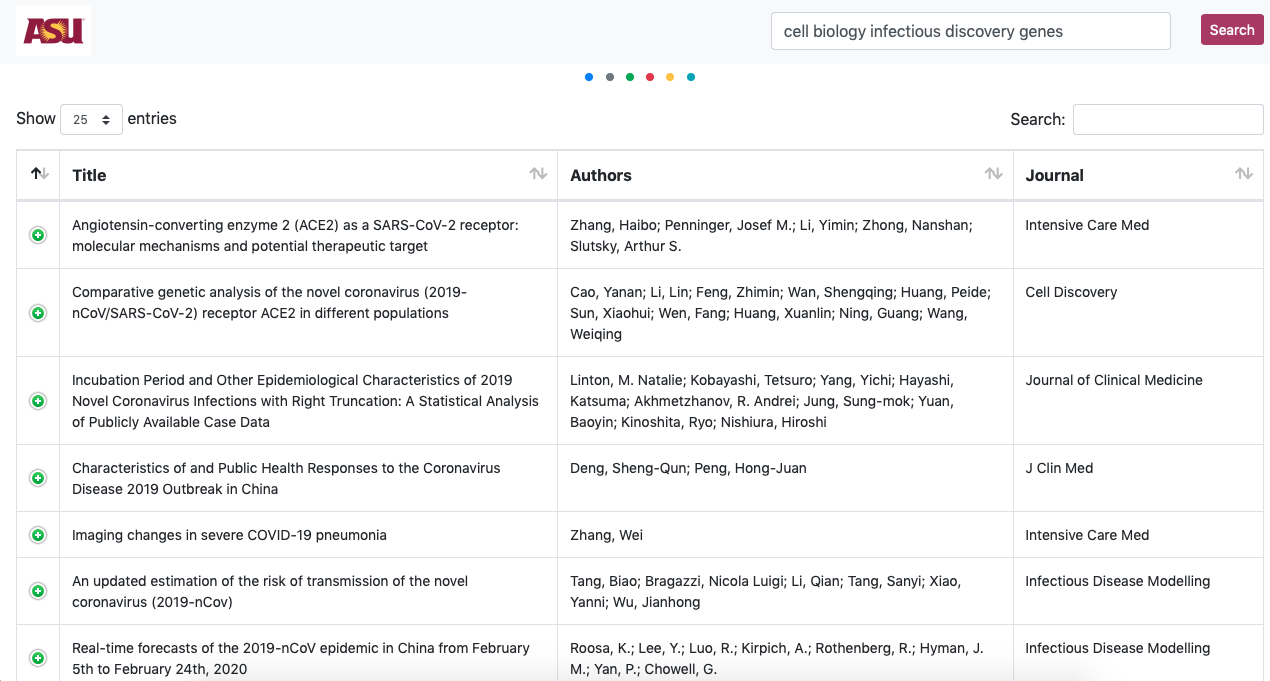 ASU
cell biology infectious discovery genes
Search
Show 25 entries
Search:
Title Authors Journal
Angiotensin-converting enzyme 2 (ACE2) as a SARS-CoV-2 receptor:
molecular mechanisms and potential therapeutic target
Zhang, Haibo; Penninger, Josef M.; Li, Yimin; Zhong, Nanshan;
Slutsky, Arthur S.
Intensive Care Med
Comparative genetic analysis of the novel coronavirus (2019-
nCoV/SARS-CoV-2) receptor ACE2 in different populations
Cao, Yanan; Li, Lin; Feng, Zhimin; Wan, Shengqing; Huang, Peide;
Sun, Xiaohui; Wen, Fang; Huang, Xuanlin; Ning, Guang; Wang,
Weiqing
Cell Discovery
Incubation Period and Other Epidemiological Characteristics of 2019
Novel Coronavirus Infections with Right Truncation: A Statistical Analysis
of Publicly Available Case Data
Linton, M. Natalie; Kobayashi, Tetsuro; Yang, Yichi; Hayashi,
Katsuma; Akhmetzhanov, R. Andrei; Jung, Sung-mok; Yuan,
Baoyin; Kinoshita, Ryo; Nishiura, Hiroshi
Journal of Clinical Medicine
Characteristics of and Public Health Responses to the Coronavirus
Disease 2019 Outbreak in China
Deng, Sheng-Qun; Peng, Hong-Juan
J Clin Med
Imaging changes in severe COVID-19 pneumonia
Zhang, Wei
Intensive Care Med
An updated estimation of the risk of transmission of the novel
coronavirus (2019-nCov)
Tang, Biao; Bragazzi, Nicola Luigi; Li, Qian; Tang, Sanyi; Xiao,
Yanni; Wu, Jianhong
Infectious Disease Modelling
Real-time forecasts of the 2019-nCoV epidemic in China from February
5th to February 24th, 2020
Roosa, K.; Lee, Y.; Luo, R.; Kirpich, A.; Rothenberg, R.; Hyman, J.
M.; Yan, P.; Chowell, G.
Infectious Disease Modelling